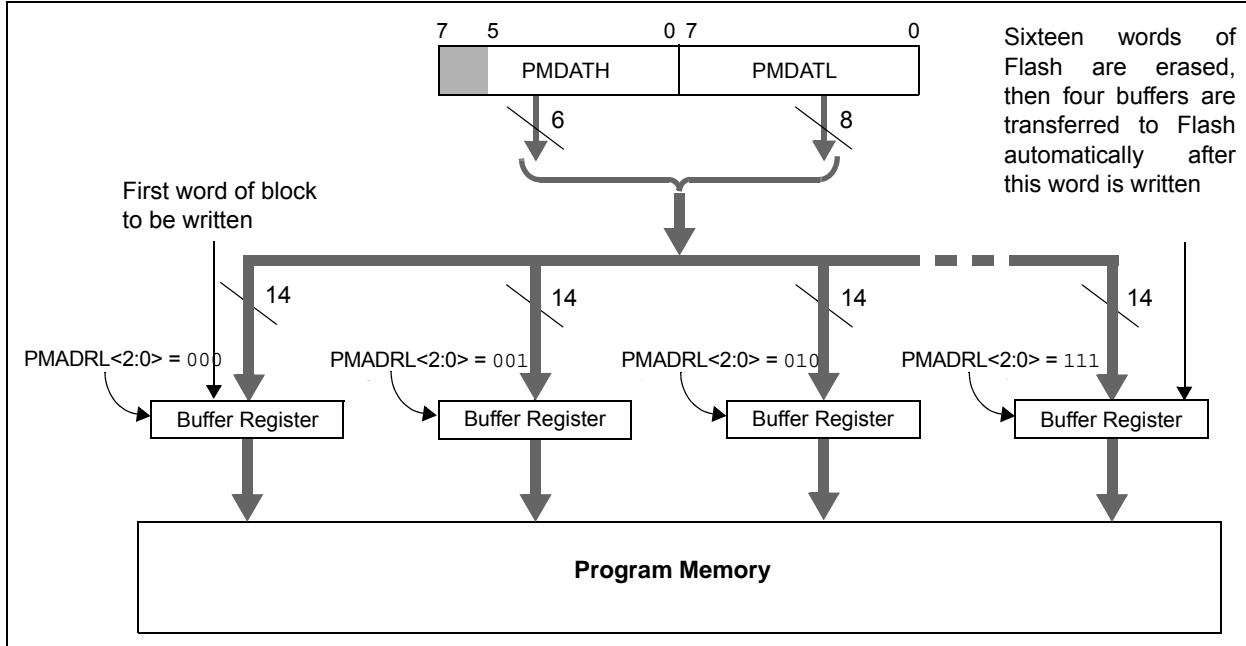 7 5 0 7 0
PMDATH PMDATL
6 8
Sixteen words of
Flash are erased,
then four buffers are
transferred to Flash
automatically after
this word is written
First word of block
to be written
14 14 14 14
PMADRL<2:0> = 000 PMADRL<2:0> = 001 PMADRL<2:0> = 010 PMADRL<2:0> = 111
Buffer Register Buffer Register Buffer Register Buffer Register
Program Memory